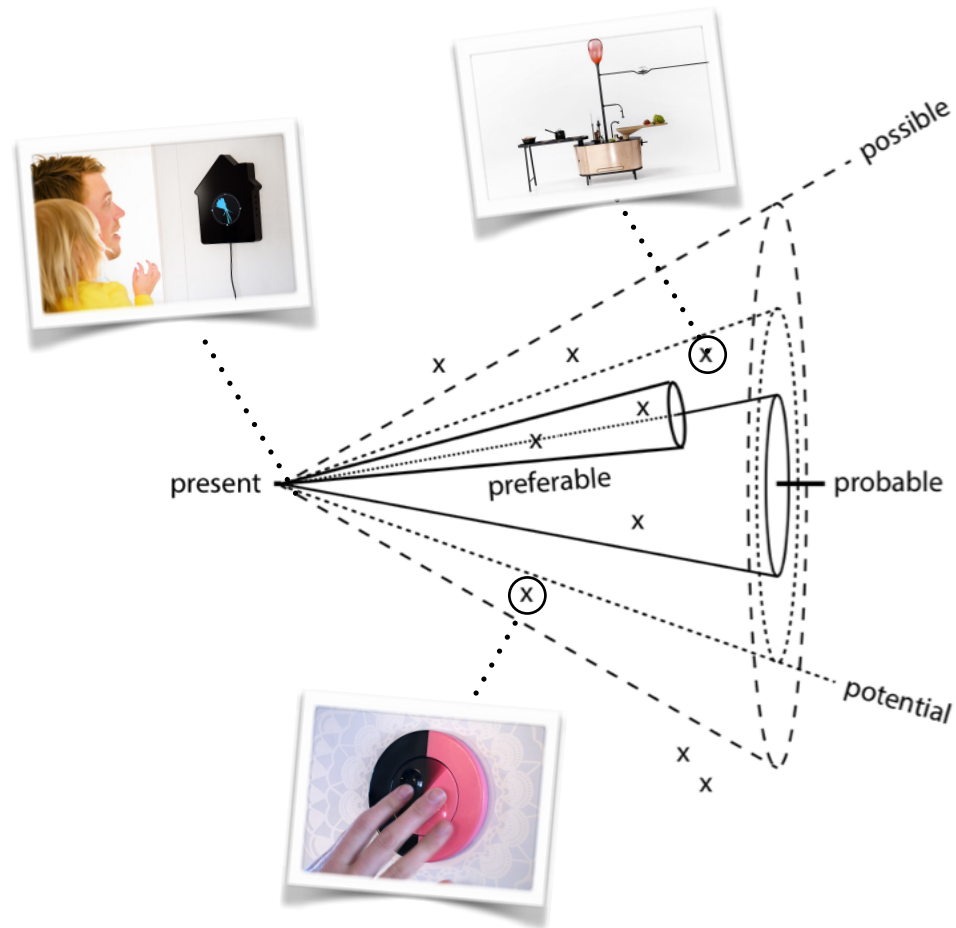 possible
x
x
x
x
x
present
preferable
probable
x
x
potential
x
x